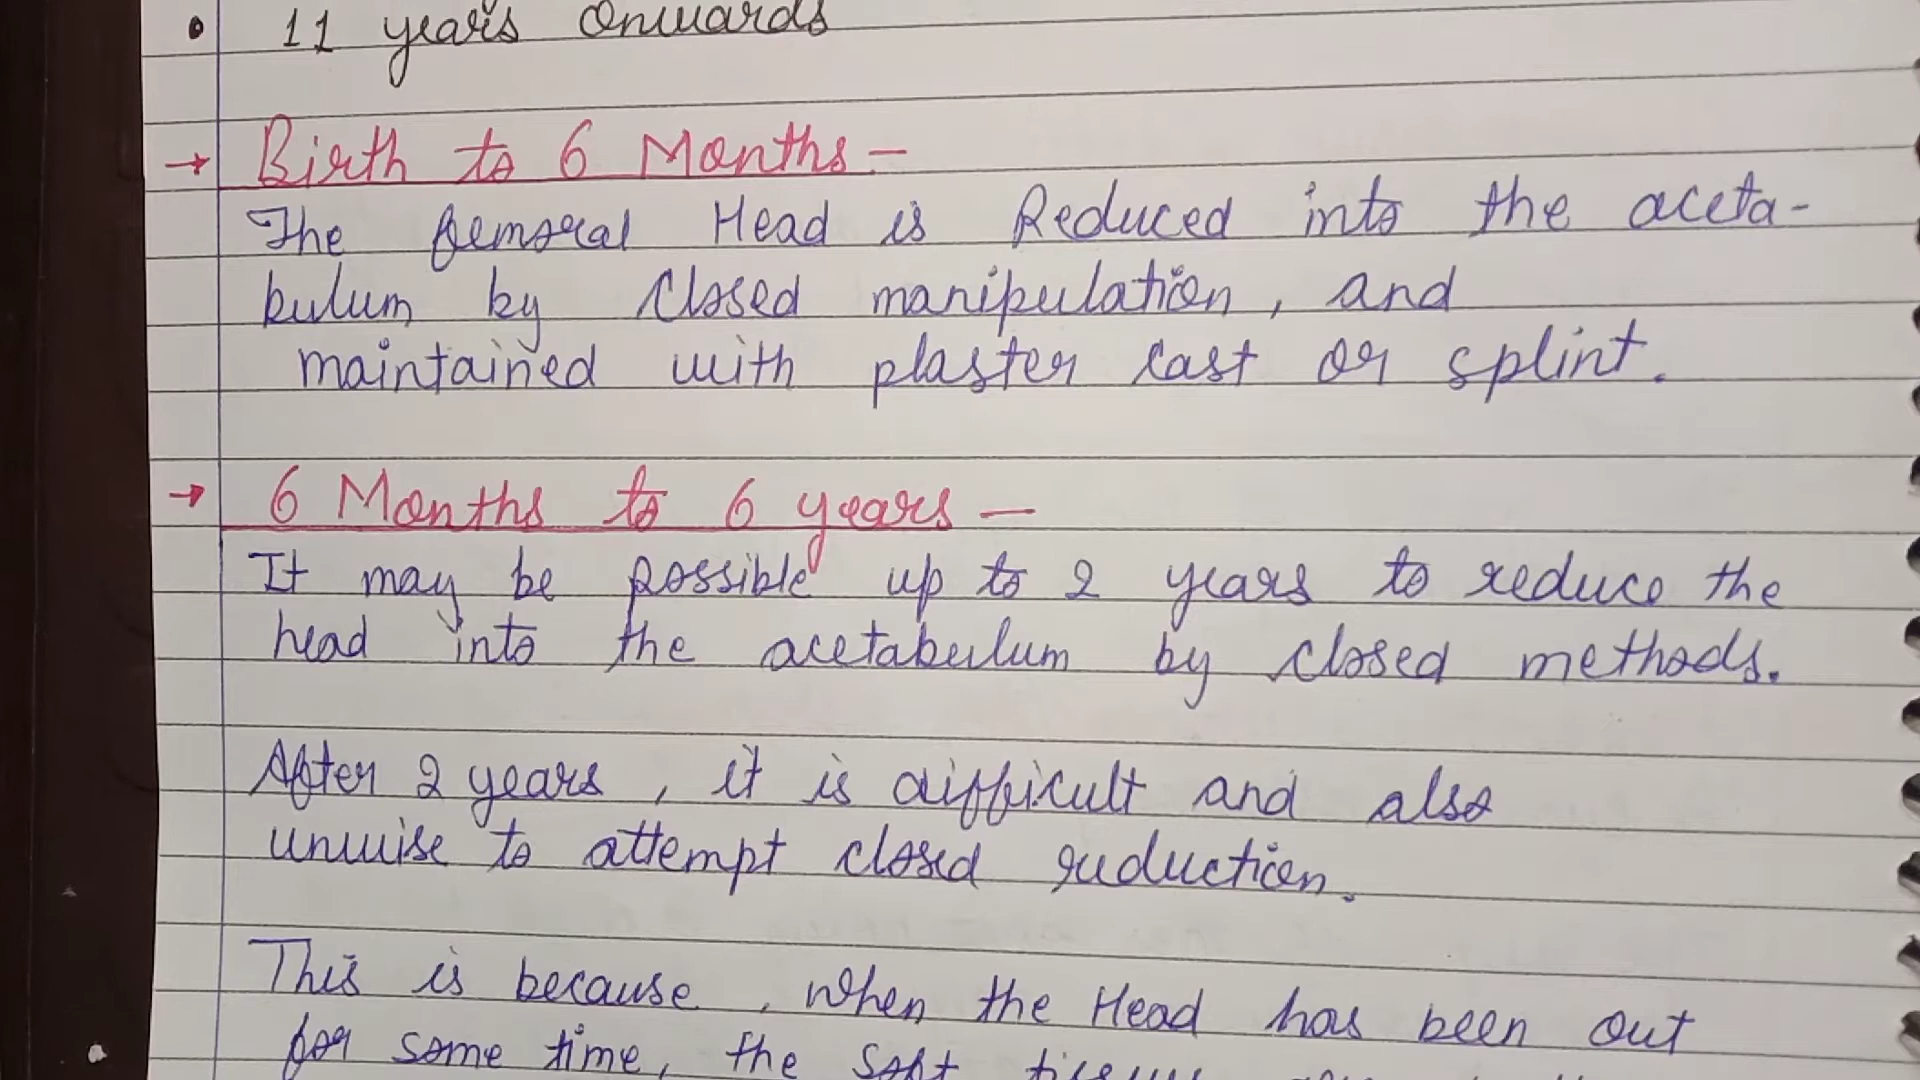 • 11 years onwards
→ Birth to 6 Months –
The femoral Head is Reduced into the aceta-
bulum by closed manipulation, and
maintained with plaster cast or splint.
→ 6 Months to 6 years –
It may be possible up to 2 years to reduce the
head into the acetabulum by closed methods.
After 2 years, it is difficult and also
unwise to attempt closed reduction.
This is because, when the Head has been out
for some time, the soft